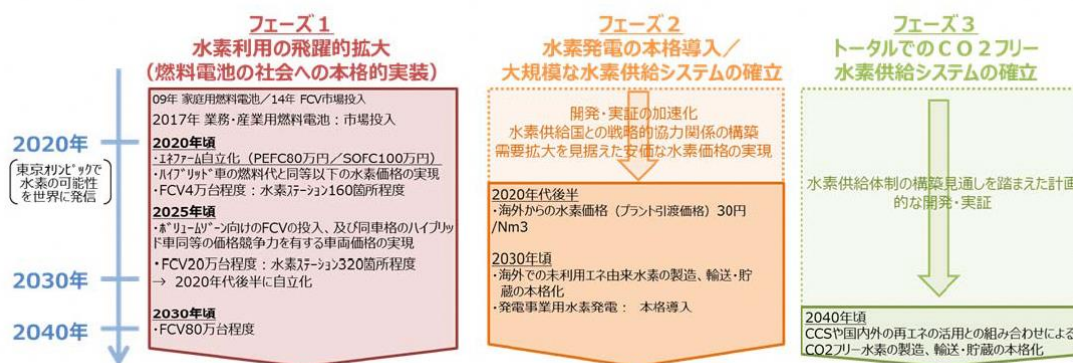 フェーズ1
水素利用の飛躍的拡大
(燃料電池の社会への本格的実装)
09年 家庭用燃料電池／14年 FCV市場投入
2017年 業務・産業用燃料電池：市場投入
2020年頃
・ｴﾈﾌｧｰﾑ自立化（PEFC80万円／SOFC100万円）
・ﾊｲﾌﾞﾘｯﾄﾞ車の燃料代と同等以下の水素価格の実現
・FCV4万台程度：水素ｽﾃｰｼｮﾝ160箇所程度
2025年頃
・ﾎﾞﾘｭｰﾑｿﾞｰﾝ向けのFCVの投入、及び同車格のﾊｲﾌﾞﾘｯ
ﾄﾞ車同等の価格競争力を有する車両価格の実現
・FCV20万台程度：水素ｽﾃｰｼｮﾝ320箇所程度
→ 2020年代後半に自立化
2030年頃
・FCV80万台程度
フェーズ2
水素発電の本格導入／
大規模な水素供給システムの確立
開発・実証の加速化
水素供給国との戦略的協力関係の構築
需要拡大を見据えた安価な水素価格の実現
2020年代後半
・海外からの水素価格（プラント引渡価格）30円
/Nm3
2030年頃
・海外での未利用エネ由来水素の製造、輸送・貯
蔵の本格化
・発電事業用水素発電： 本格導入
フェーズ3
トータルでのCO2フリー
水素供給システムの確立
水素供給体制の構築見通しを踏まえた計画
的な開発・実証
2040年頃
CCSや国内外の再エネの活用との組み合わせによる
CO2フリー水素の製造、輸送・貯蔵の本格化
2020年
東京ｵﾘﾝﾋﾟｯｸで
水素の可能性
を世界に発信
2030年
2040年